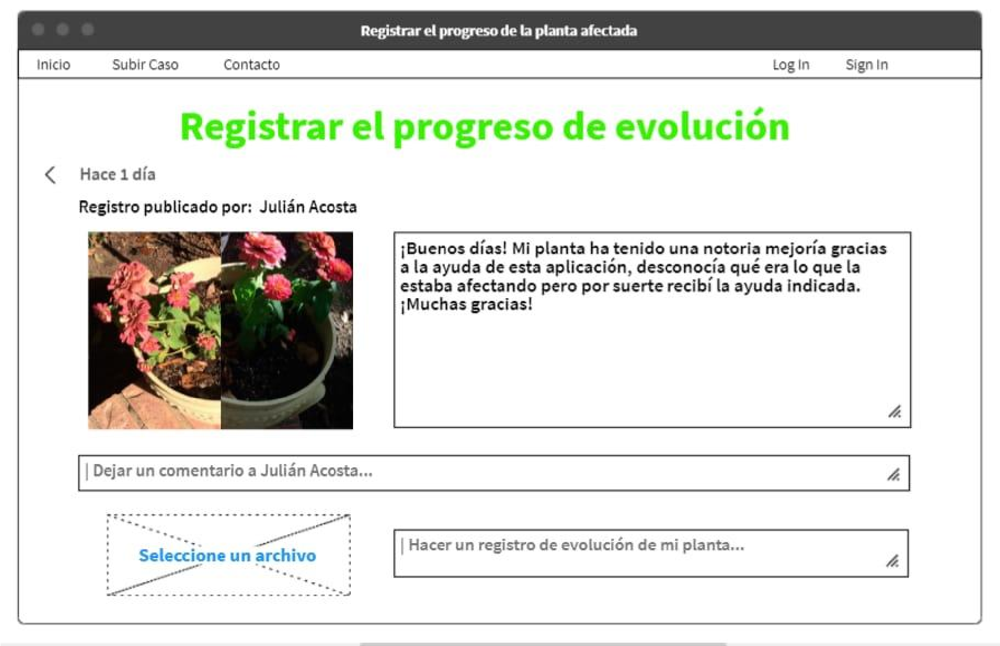 Registrar el progreso de la planta afectada
Inicio Subir Caso Contacto Log In Sign In
Registrar el progreso de evolución
Hace 1 día
Registro publicado por: Julián Acosta
¡Buenos días! Mi planta ha tenido una notoria mejoría gracias
a la ayuda de esta aplicación, desconocía qué era lo que la
estaba afectando pero por suerte recibí la ayuda indicada.
¡Muchas gracias!
Dejar un comentario a Julián Acosta...
Seleccione un archivo
Hacer un registro de evolución de mi planta...